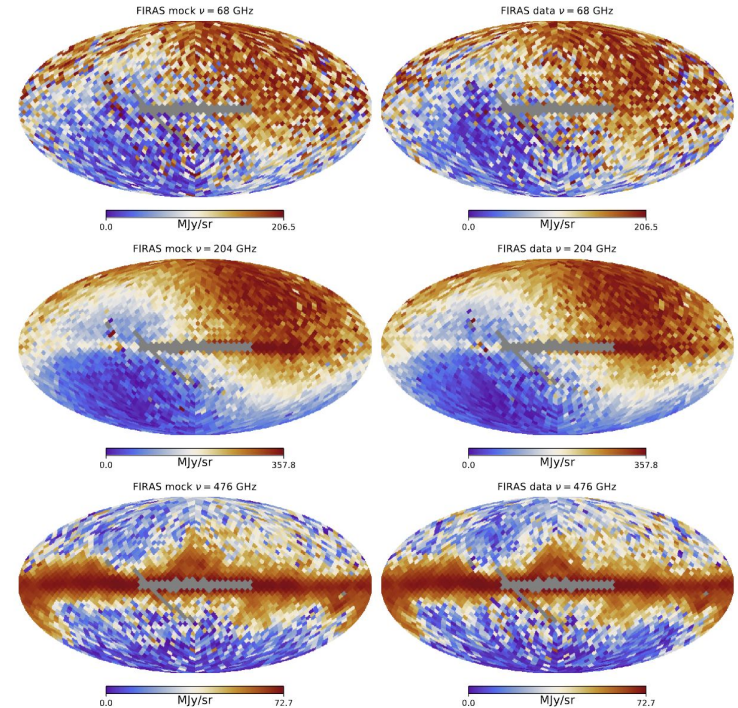 FIRAS mock ν = 68 GHz
FIRAS data ν = 68 GHz
0.0 MJy/sr 206.5
0.0 MJy/sr 206.5
FIRAS mock ν = 204 GHz
FIRAS data ν = 204 GHz
0.0 MJy/sr 357.8
0.0 MJy/sr 357.8
FIRAS mock ν = 476 GHz
FIRAS data ν = 476 GHz
0.0 MJy/sr 72.7
0.0 MJy/sr 72.7